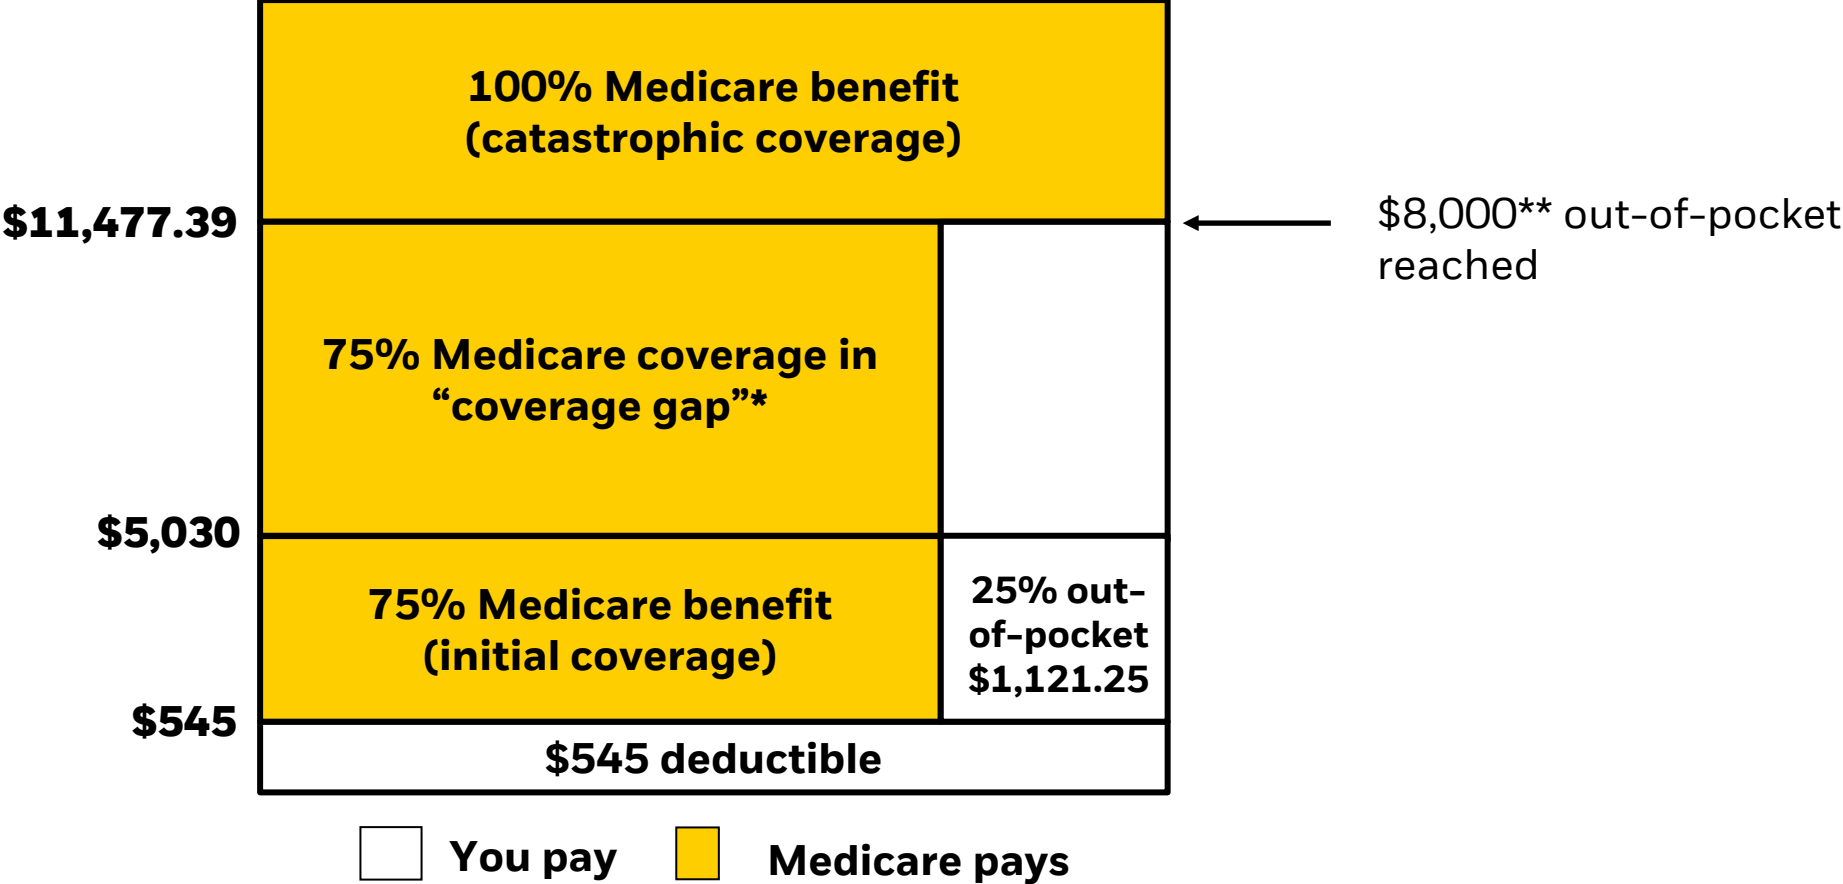 100% Medicare benefit
(catastrophic coverage)
$11,477.39
$8,000** out-of-pocket
reached
75% Medicare coverage in
“coverage gap”*
$5,030
75% Medicare benefit
(initial coverage)
25% out-
of-pocket
$1,121.25
$545
$545 deductible
You pay
Medicare pays